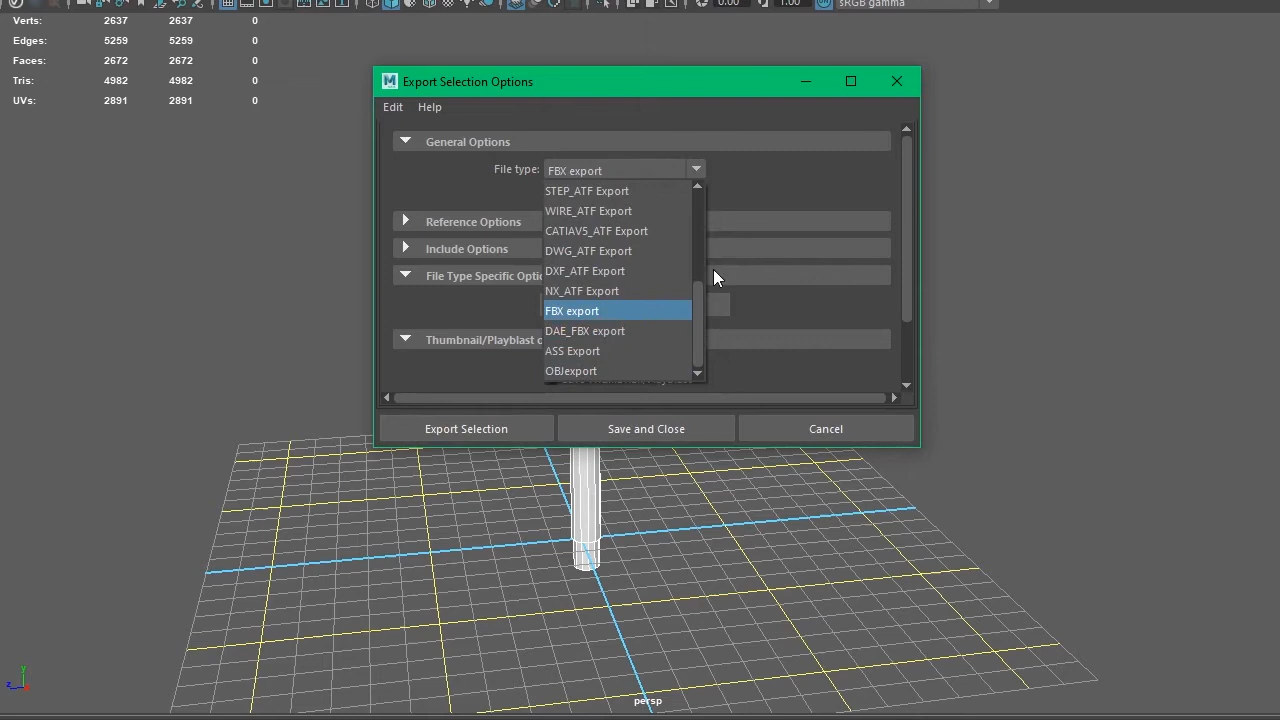 0.00
1.00
sRGB gamma
Verts: 2637 2637 0
Edges: 5259 5259 0
Faces: 2672 2672 0
Tris: 4982 4982 0
UVs: 2891 2891 0
M Export Selection Options
Edit Help
General Options
File type: FBX export
STEP_ATF Export
WIRE_ATF Export
Reference Options
CATIAV5_ATF Export
Include Options
DWG_ATF Export
File Type Specific Optio
DXF_ATF Export
NX_ATF Export
FBX export
DAE_FBX export
Thumbnail/Playblast o
ASS Export
OBJexport
Export Selection Save and Close Cancel
y
z
persp